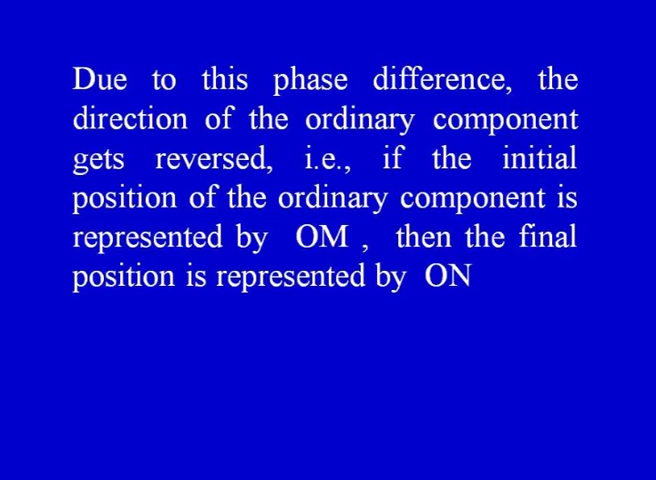 Due to this phase difference, the
direction of the ordinary component
gets reversed, i.e., if the initial
position of the ordinary component is
represented by OM , then the final
position is represented by ON